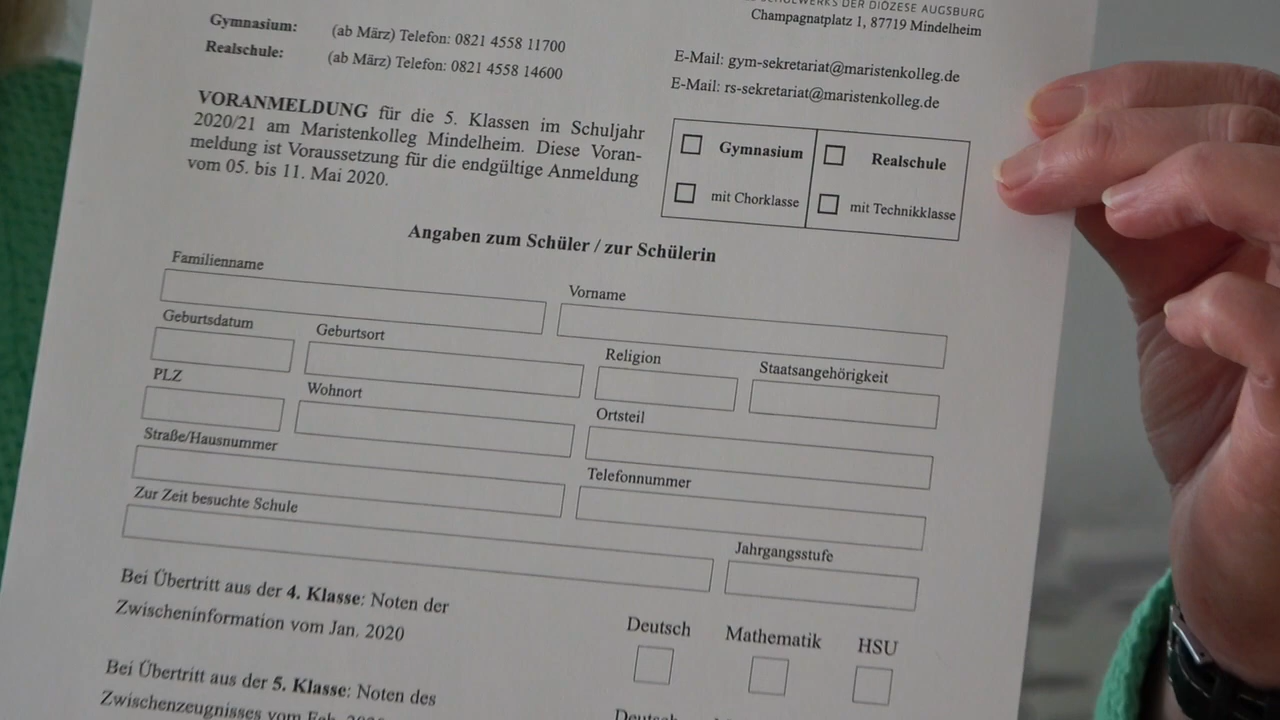 DER DIÖZESE AUGSBURG
Champagnatplatz 1, 87719 Mindelheim
Gymnasium: (ab März) Telefon: 0821 4558 11700
E-Mail: gym-sekretariat@maristenkolleg.de
Realschule: (ab März) Telefon: 0821 4558 14600
E-Mail: rs-sekretariat@maristenkolleg.de
VORANMELDUNG für die 5. Klassen im Schuljahr
2020/21 am Maristenkolleg Mindelheim. Diese Voran-
meldung ist Voraussetzung für die endgültige Anmeldung
vom 05. bis 11. Mai 2020.
Gymnasium Realschule
mit Chorklasse mit Technikklasse
Angaben zum Schüler / zur Schülerin
Familienname Vorname
Geburtsdatum Geburtsort Religion Staatsangehörigkeit
PLZ Wohnort Ortsteil
Straße/Hausnummer Telefonnummer
Zur Zeit besuchte Schule Jahrgangsstufe
Bei Übertritt aus der 4. Klasse: Noten der
Zwischeninformation vom Jan. 2020
Deutsch Mathematik HSU
Bei Übertritt aus der 5. Klasse: Noten des
Zwischenzeugnisses vom Feb.
Deutsch